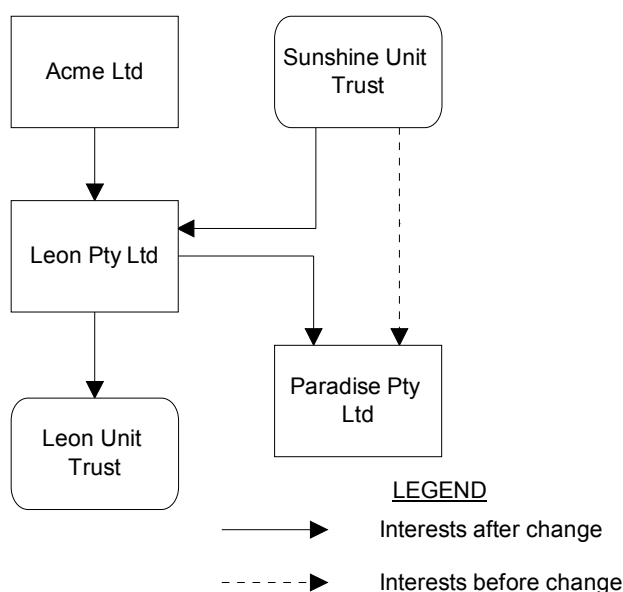 Acme Ltd
Sunshine Unit
Trust
Leon Pty Ltd
Paradise Pty
Ltd
Leon Unit
Trust
LEGEND
Interests after change
Interests before change